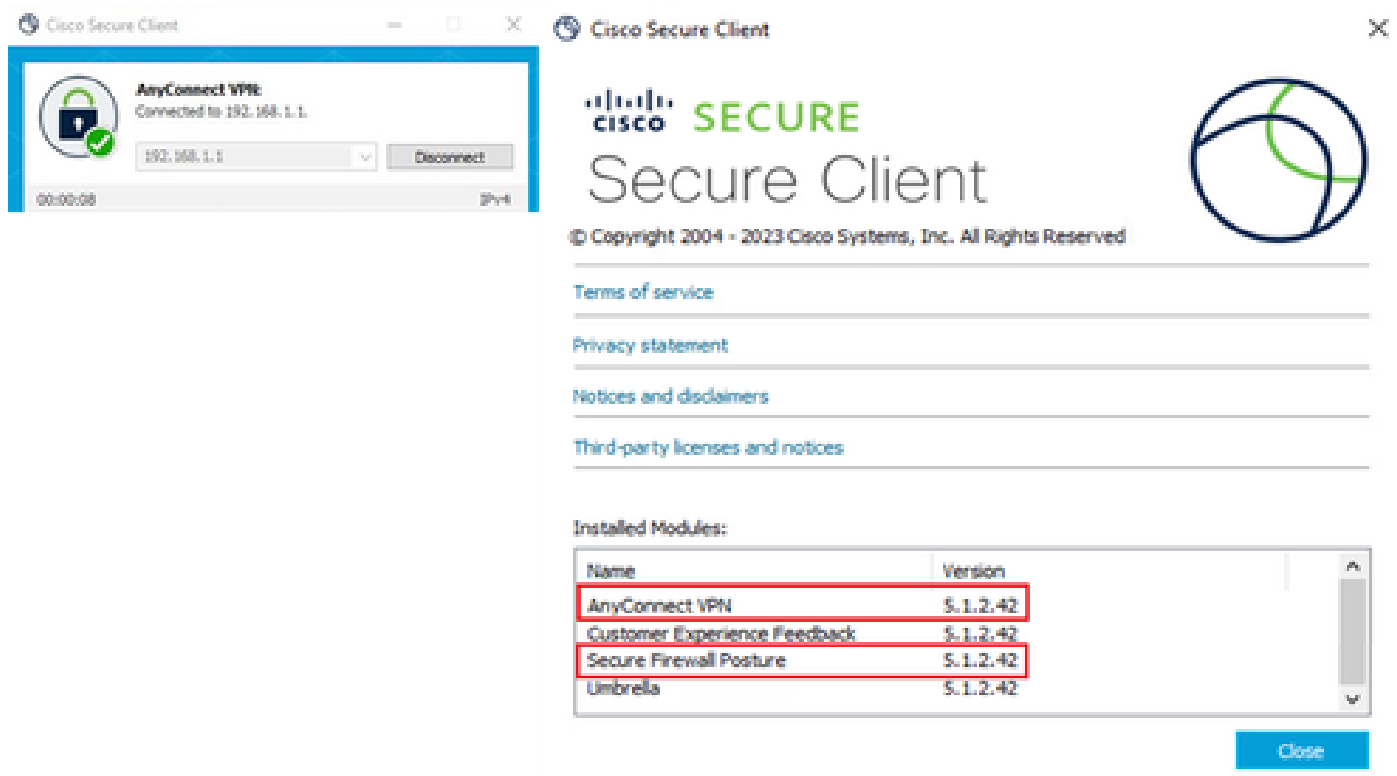 Cisco Secure Client
AnyConnect VPN:
Connected to 192.168.1.1.
192.168.1.1
Disconnect
00:00:08
IPv4
Cisco Secure Client
CISCO SECURE
Secure Client
© Copyright 2004 - 2023 Cisco Systems, Inc. All Rights Reserved
Terms of service
Privacy statement
Notices and disclaimers
Third-party licenses and notices
Installed Modules:
Name Version
AnyConnect VPN 5.1.2.42
Customer Experience Feedback 5.1.2.42
Secure Firewall Posture 5.1.2.42
Umbrella 5.1.2.42
Close